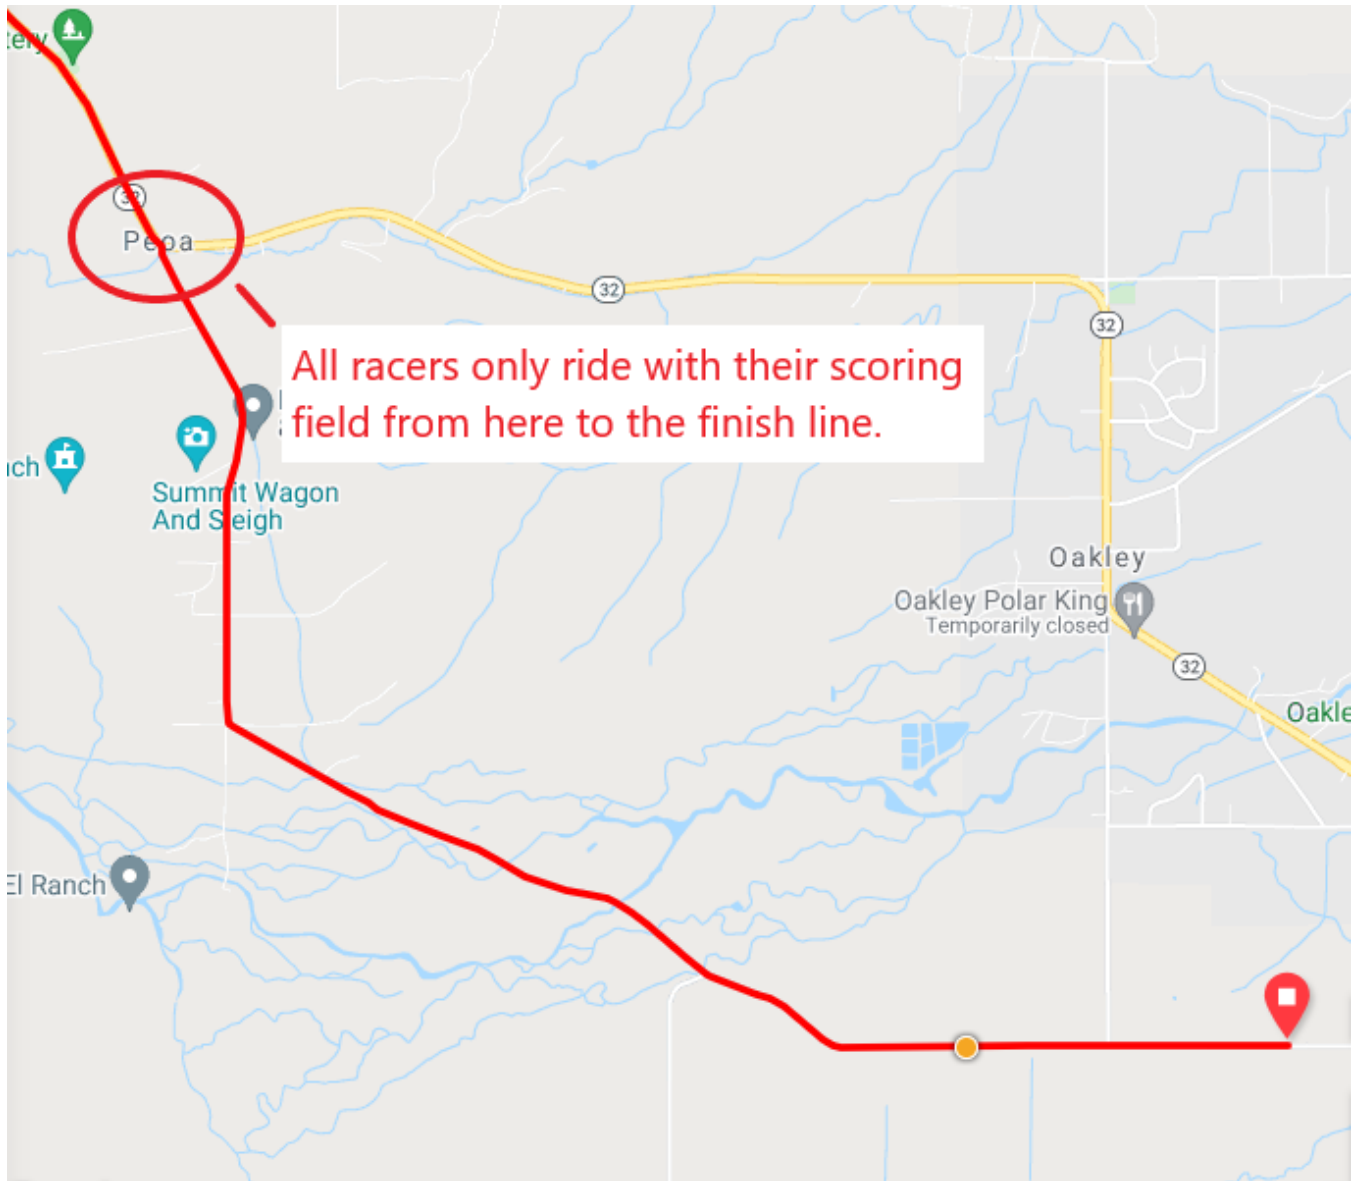 tery
32
Peoa
32
32
All racers only ride with their scoring
field from here to the finish line.
ch
Summit Wagon
And Sleigh
Oakley
Oakley Polar King
Temporarily closed
32
Oakle
El Ranch